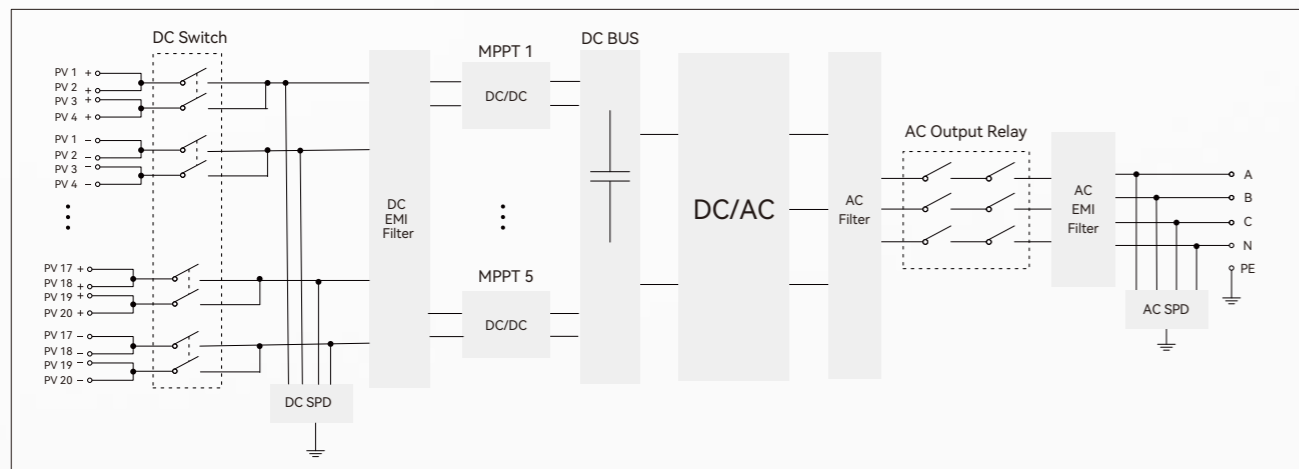 DC Switch
MPPT 1
DC BUS
PV 1 +
PV 2 +
PV 3 +
PV 4 +
DC/DC
PV 1 −
PV 2 −
PV 3 −
PV 4 −
AC Output Relay
DC
EMI
Filter
DC/AC
AC
Filter
AC
EMI
Filter
A
B
C
N
PE
PV 17 +
PV 18 +
PV 19 +
PV 20 +
MPPT 5
DC/DC
AC SPD
PV 17 −
PV 18 −
PV 19 −
PV 20 −
DC SPD